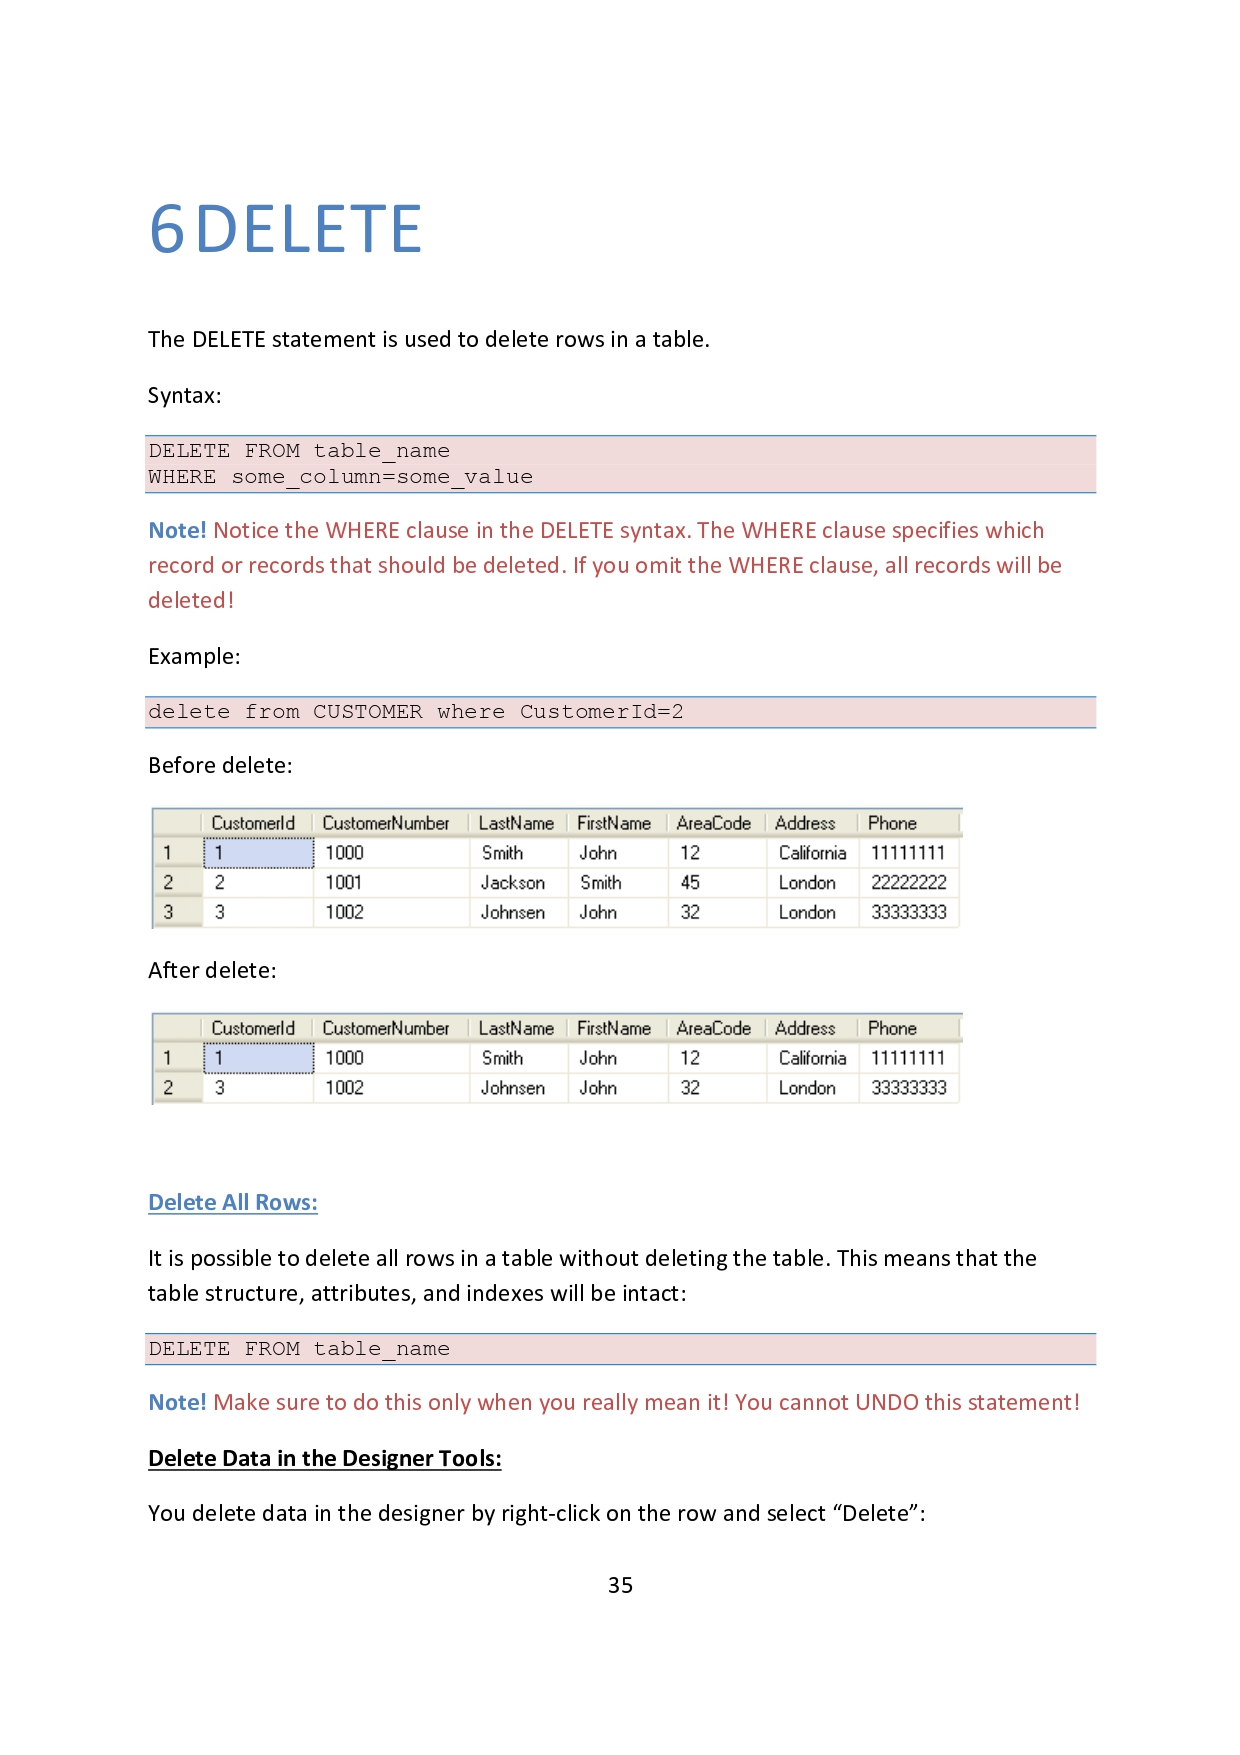 6 DELETE
The DELETE statement is used to delete rows in a table.
Syntax:
DELETE FROM table_name
WHERE some_column=some_value
Note! Notice the WHERE clause in the DELETE syntax. The WHERE clause specifies which
record or records that should be deleted. If you omit the WHERE clause, all records will be
deleted!
Example:
delete from CUSTOMER where CustomerId=2
Before delete:
CustomerId CustomerNumber LastName FirstName AreaCode Address Phone
1 1 1000 Smith John 12 California 11111111
2 2 1001 Jackson Smith 45 London 22222222
3 3 1002 Johnsen John 32 London 33333333
After delete:
CustomerId CustomerNumber LastName FirstName AreaCode Address Phone
1 1 1000 Smith John 12 California 11111111
2 3 1002 Johnsen John 32 London 33333333
Delete All Rows:
It is possible to delete all rows in a table without deleting the table. This means that the
table structure, attributes, and indexes will be intact:
DELETE FROM table_name
Note! Make sure to do this only when you really mean it! You cannot UNDO this statement!
Delete Data in the Designer Tools:
You delete data in the designer by right-click on the row and select “Delete”:
35